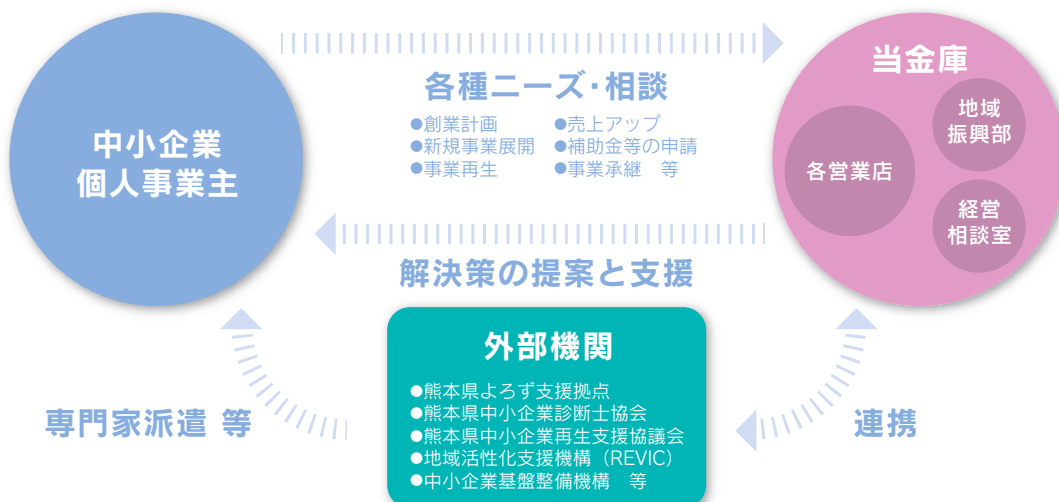 中小企業
個人事業主
各種ニーズ・相談
●創業計画　●売上アップ
●新規事業展開　●補助金等の申請
●事業再生　●事業承継　等
当金庫
各営業店
地域
振興部
経営
相談室
解決策の提案と支援
外部機関
●熊本県よろず支援拠点
●熊本県中小企業診断士協会
●熊本県中小企業再生支援協議会
●地域活性化支援機構（REVIC）
●中小企業基盤整備機構　等
専門家派遣 等
連携